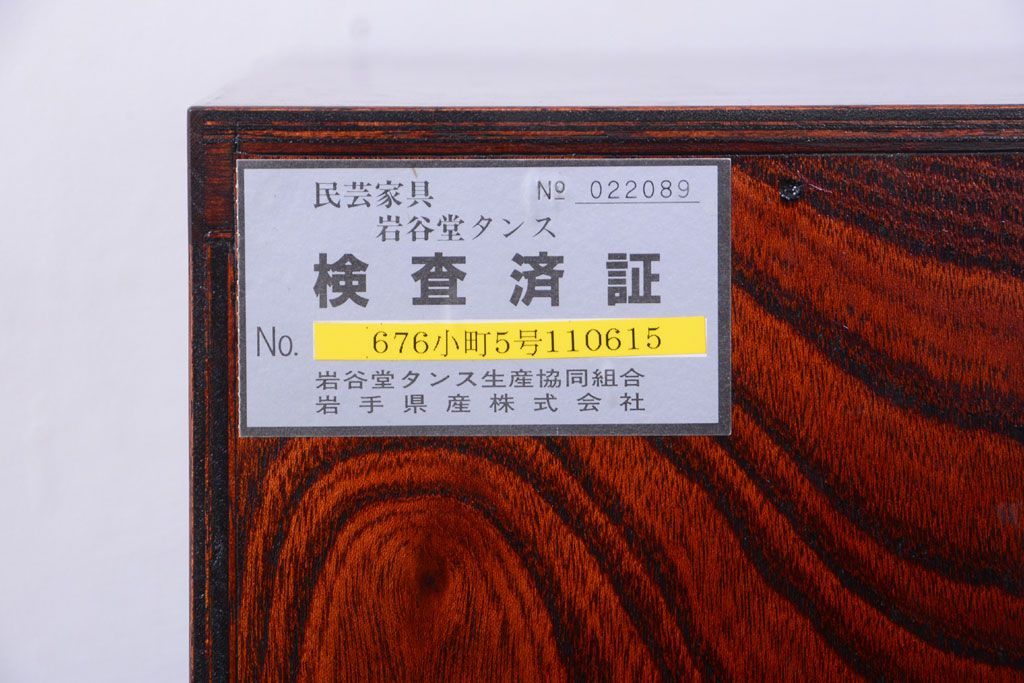 民芸家具 № 022089
岩谷堂タンス
検査済証
No. 676小町5号110615
岩谷堂タンス生産協同組合
岩手県産株式会社